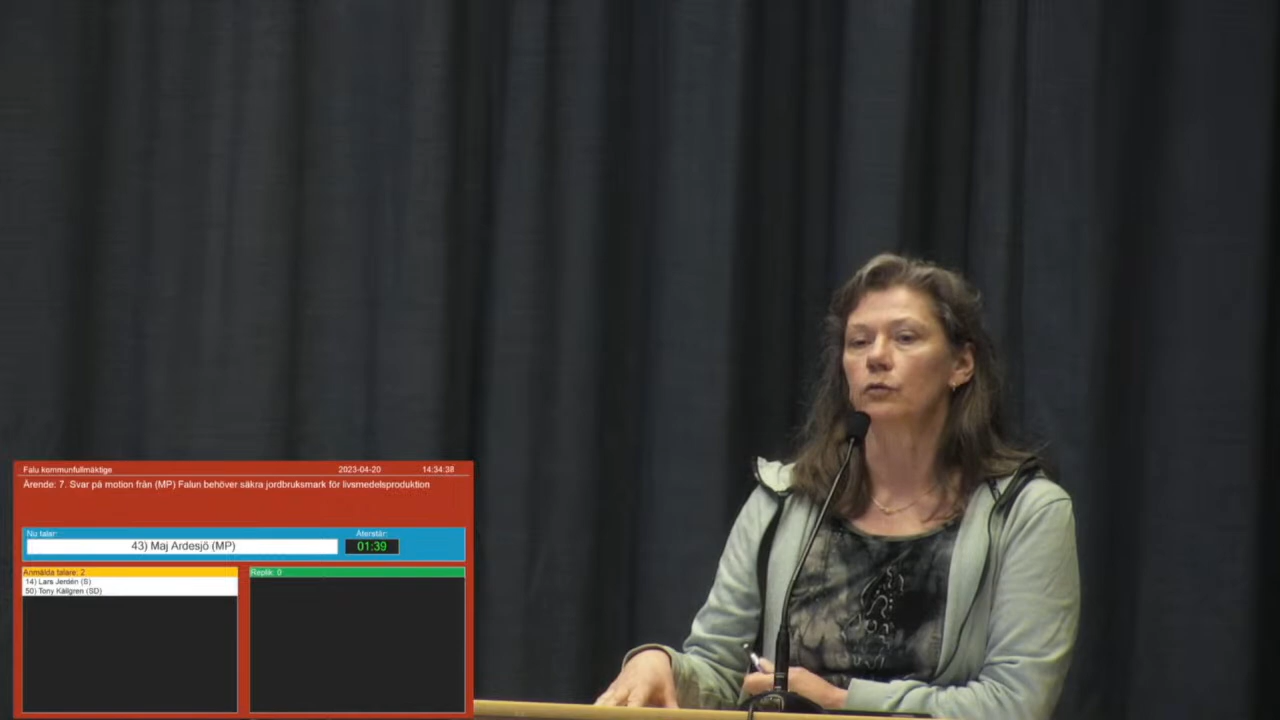 Falu kommunfullmäktige 2023-04-20 14:34:38
Ärende: 7. Svar på motion från (MP) Falun behöver säkra jordbruksmark för livsmedelsproduktion
Nu talar: Återstår:
43) Maj Ardesjö (MP) 01:39
Anmälda talare: 2 Replik: 0
14) Lars Jerdén (S)
50) Tony Källgren (SD)